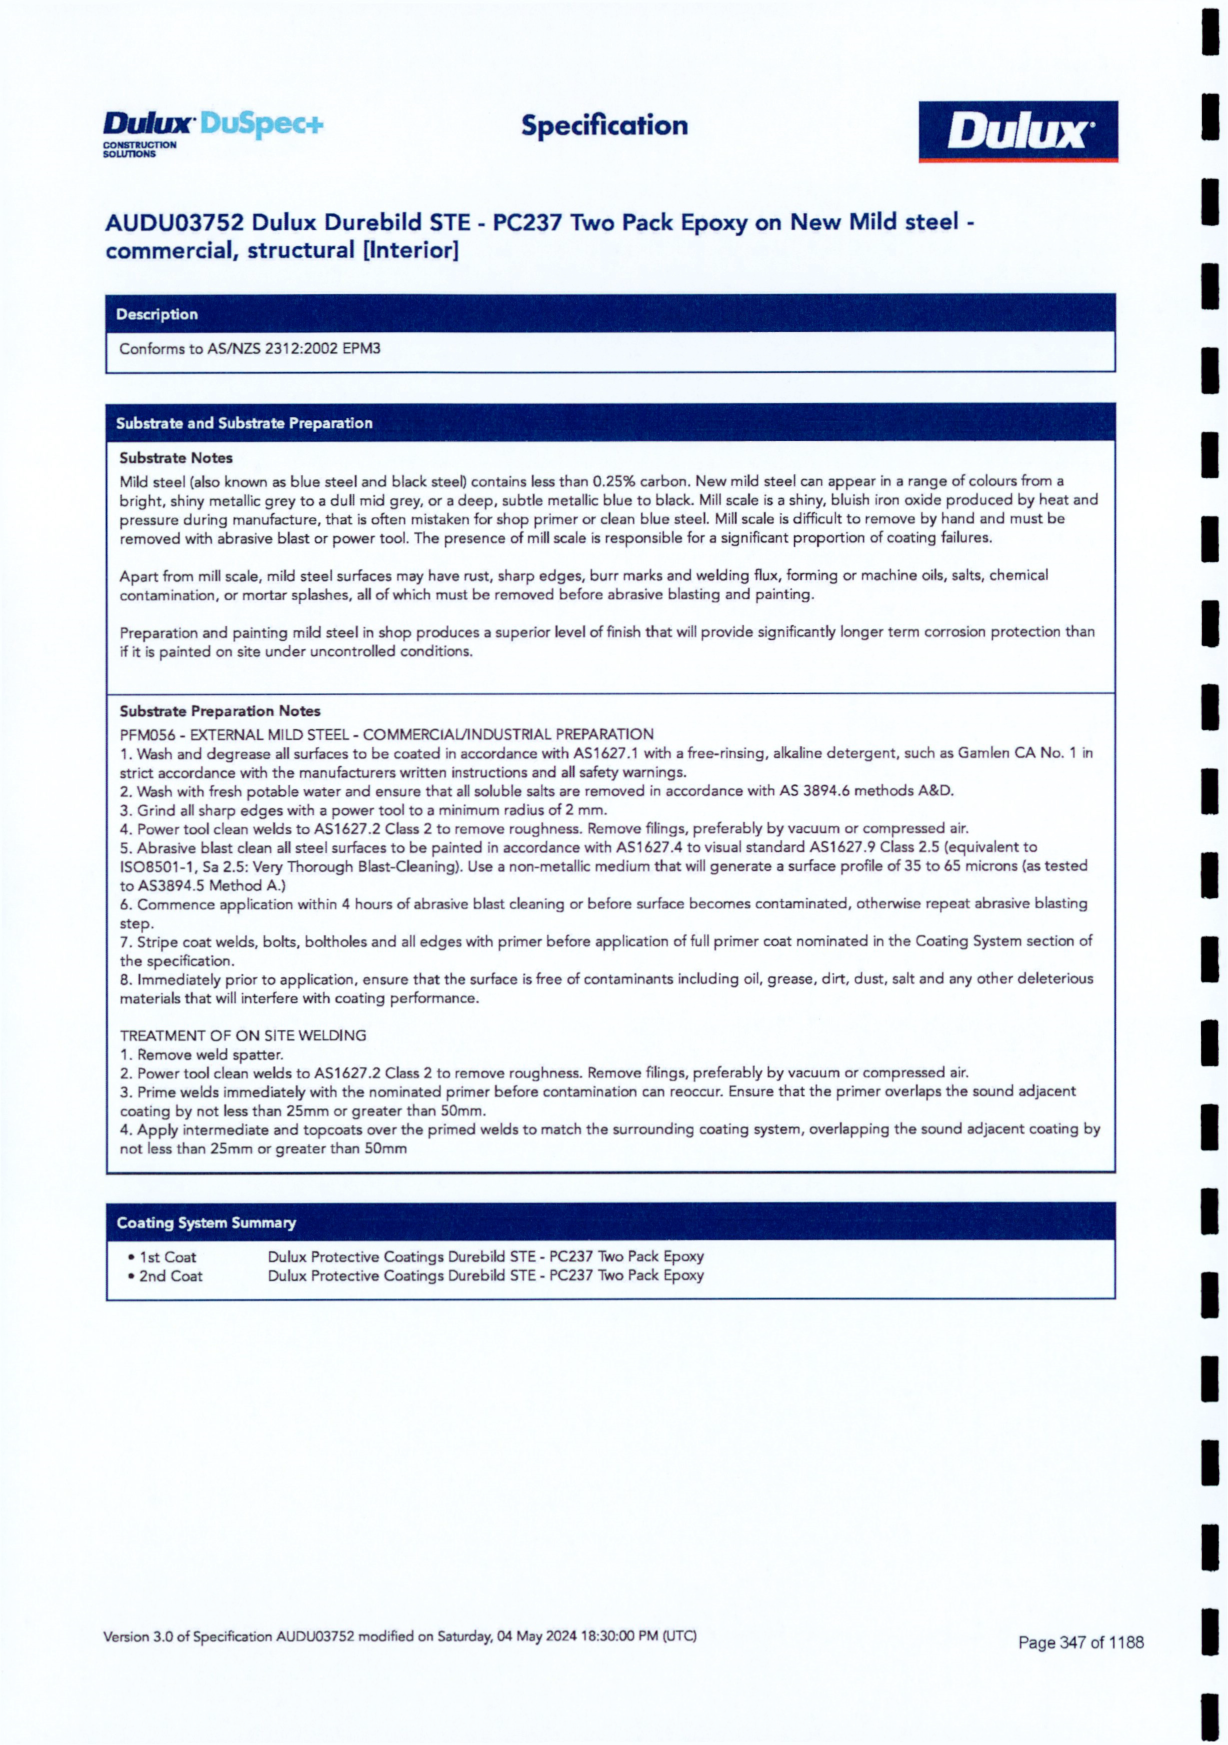 Dulux DuSpec+
CONSTRUCTION
SOLUTIONS
Specification
Dulux
AUDU03752 Dulux Durebild STE - PC237 Two Pack Epoxy on New Mild steel -
commercial, structural [Interior]
Description
Conforms to AS/NZS 2312:2002 EPM3
Substrate and Substrate Preparation
Substrate Notes
Mild steel (also known as blue steel and black steel) contains less than 0.25% carbon. New mild steel can appear in a range of colours from a
bright, shiny metallic grey to a dull mid grey, or a deep, subtle metallic blue to black. Mill scale is a shiny, bluish iron oxide produced by heat and
pressure during manufacture, that is often mistaken for shop primer or clean blue steel. Mill scale is difficult to remove by hand and must be
removed with abrasive blast or power tool. The presence of mill scale is responsible for a significant proportion of coating failures.
Apart from mill scale, mild steel surfaces may have rust, sharp edges, burr marks and welding flux, forming or machine oils, salts, chemical
contamination, or mortar splashes, all of which must be removed before abrasive blasting and painting.
Preparation and painting mild steel in shop produces a superior level of finish that will provide significantly longer term corrosion protection than
if it is painted on site under uncontrolled conditions.
Substrate Preparation Notes
PFM056 - EXTERNAL MILD STEEL - COMMERCIAL/INDUSTRIAL PREPARATION
1. Wash and degrease all surfaces to be coated in accordance with AS1627.1 with a free-rinsing, alkaline detergent, such as Gamlen CA No. 1 in
strict accordance with the manufacturers written instructions and all safety warnings.
2. Wash with fresh potable water and ensure that all soluble salts are removed in accordance with AS 3894.6 methods A&D.
3. Grind all sharp edges with a power tool to a minimum radius of 2 mm.
4. Power tool clean welds to AS1627.2 Class 2 to remove roughness. Remove filings, preferably by vacuum or compressed air.
5. Abrasive blast clean all steel surfaces to be painted in accordance with AS1627.4 to visual standard AS1627.9 Class 2.5 (equivalent to
ISO8501-1, Sa 2.5: Very Thorough Blast-Cleaning). Use a non-metallic medium that will generate a surface profile of 35 to 65 microns (as tested
to AS3894.5 Method A.)
6. Commence application within 4 hours of abrasive blast cleaning or before surface becomes contaminated, otherwise repeat abrasive blasting
step.
7. Stripe coat welds, bolts, boltholes and all edges with primer before application of full primer coat nominated in the Coating System section of
the specification.
8. Immediately prior to application, ensure that the surface is free of contaminants including oil, grease, dirt, dust, salt and any other deleterious
materials that will interfere with coating performance.
TREATMENT OF ON SITE WELDING
1. Remove weld spatter.
2. Power tool clean welds to AS1627.2 Class 2 to remove roughness. Remove filings, preferably by vacuum or compressed air.
3. Prime welds immediately with the nominated primer before contamination can reoccur. Ensure that the primer overlaps the sound adjacent
coating by not less than 25mm or greater than 50mm.
4. Apply intermediate and topcoats over the primed welds to match the surrounding coating system, overlapping the sound adjacent coating by
not less than 25mm or greater than 50mm
Coating System Summary
• 1st Coat Dulux Protective Coatings Durebild STE - PC237 Two Pack Epoxy
• 2nd Coat Dulux Protective Coatings Durebild STE - PC237 Two Pack Epoxy
Version 3.0 of Specification AUDU03752 modified on Saturday, 04 May 2024 18:30:00 PM (UTC)
Page 347 of 1188